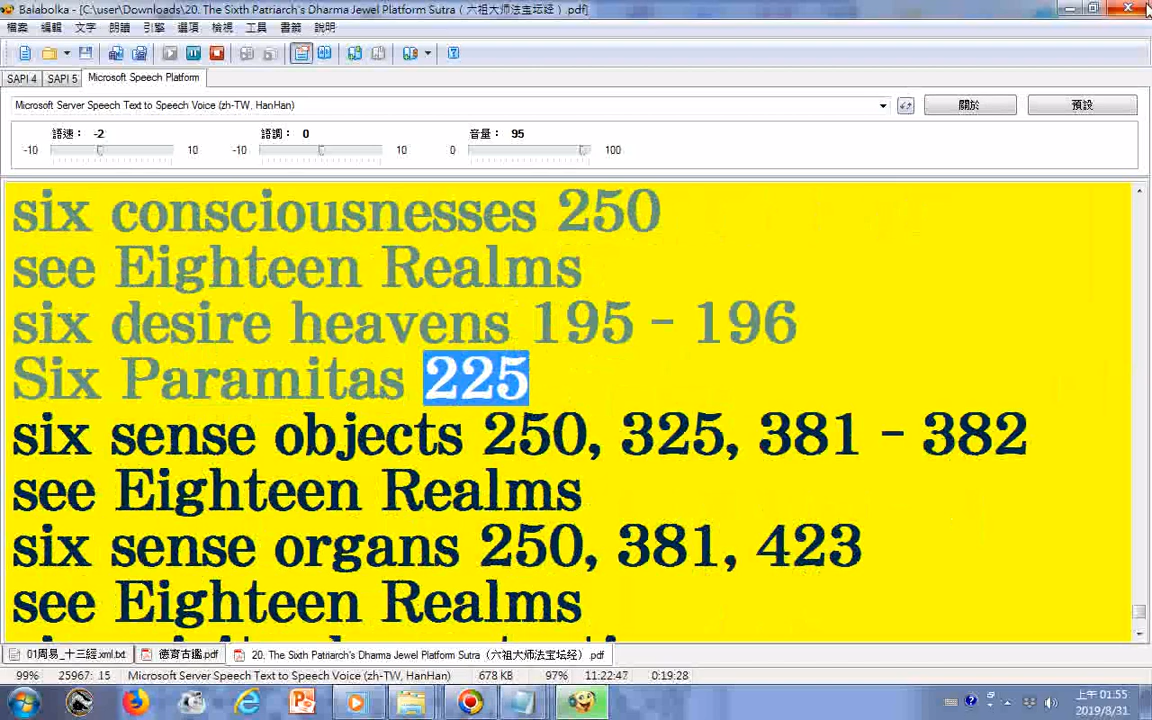 Balabolka - [C:\user\Downloads\20. The Sixth Patriarch's Dharma Jewel Platform Sutra（六祖大师法宝坛经）pdf]
檔案 編輯 文字 朗讀 引擎 選項 檢視 工具 書籤 說明
SAPI 4 SAPI 5 Microsoft Speech Platform
Microsoft Server Speech Text to Speech Voice (zh-TW, HanHan) 關於 預設
語速： -2 語調： 0 音量： 95
-10 10 -10 10 0 100
six consciousnesses 250
see Eighteen Realms
six desire heavens 195 - 196
Six Paramitas 225
six sense objects 250, 325, 381 - 382
see Eighteen Realms
six sense organs 250, 381, 423
see Eighteen Realms
01周易_十三經.xml.txt 德育古鑑.pdf 20. The Sixth Patriarch's Dharma Jewel Platform Sutra（六祖大师法宝坛经）.pdf
99% 25967: 15 Microsoft Server Speech Text to Speech Voice (zh-TW, HanHan) 678 KB 97% 11:22:47 0:19:28
上午 01:55
2019/8/31